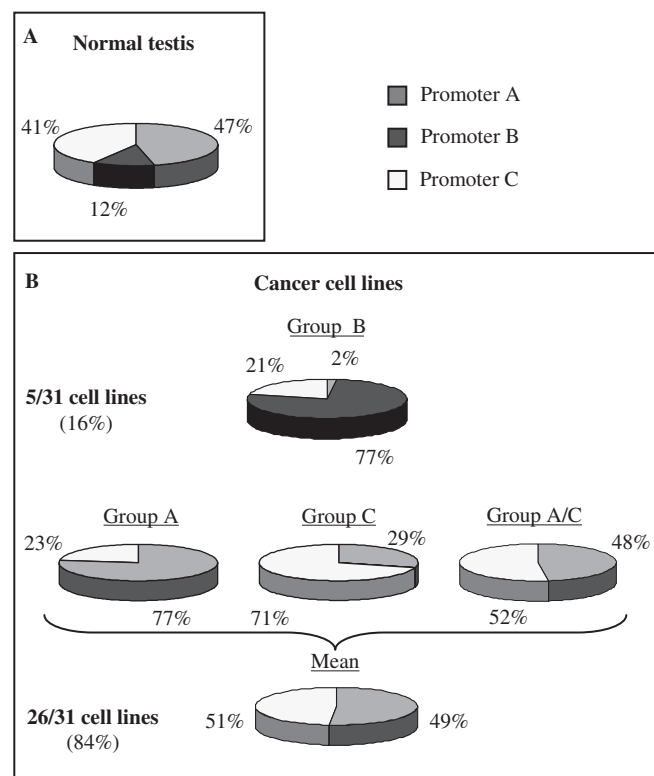 A
Normal testis
41%
47%
12%
Promoter A
Promoter B
Promoter C
B
Cancer cell lines
Group B
21%
2%
5/31 cell lines
(16%)
77%
Group A
Group C
Group A/C
23%
29%
48%
77%
71%
52%
Mean
26/31 cell lines
(84%)
51%
49%